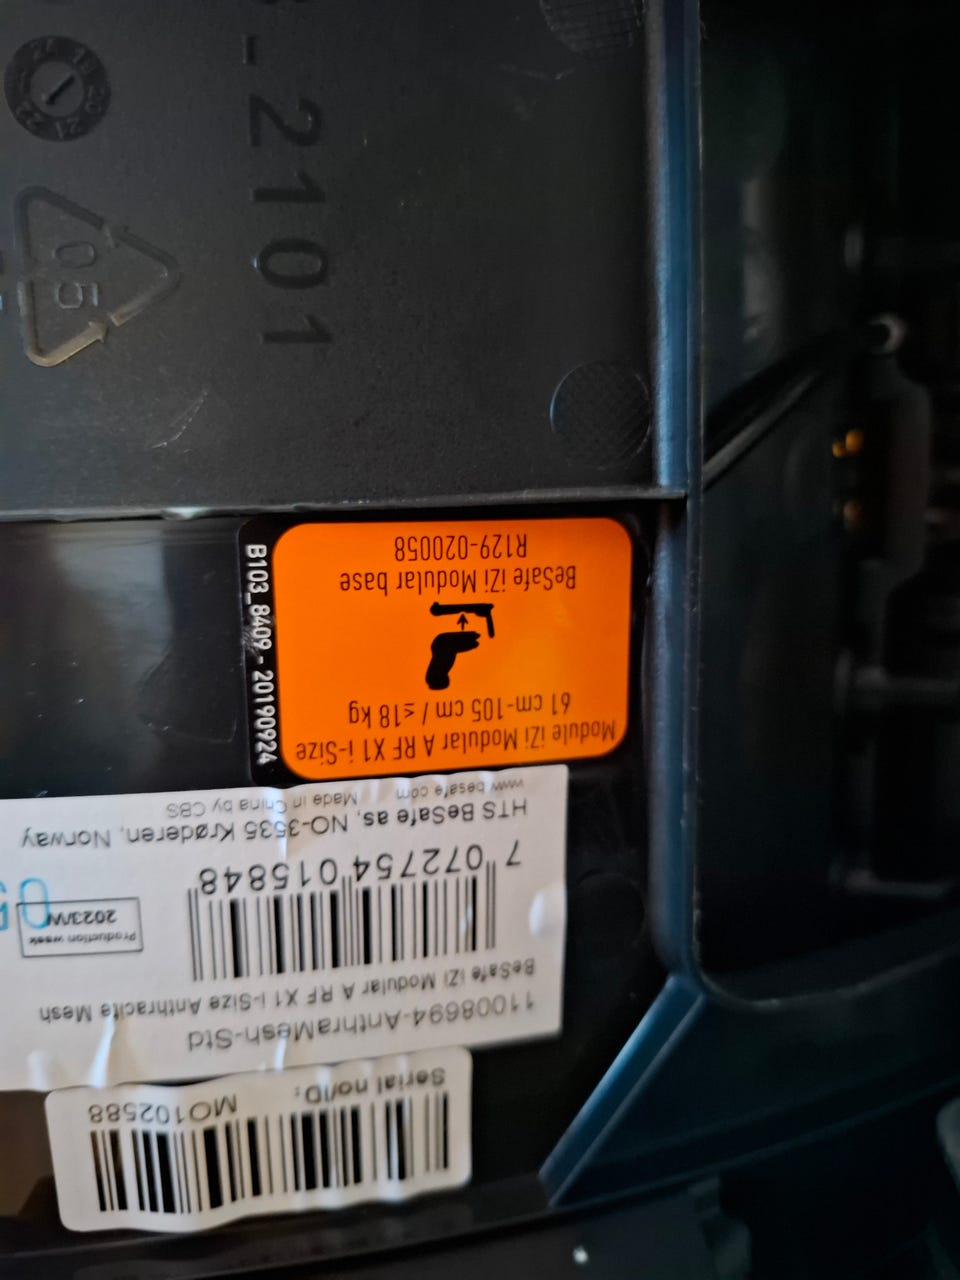 -2101
05
B103_8409 - 20190924
Module iZi Modular A RF X1 i-Size
61 cm-105 cm / ≤18 kg
BeSafe iZi Modular base
R129-020058
Serial no/ID:
MO102588
11008694-AnthraMesh-Std
BeSafe iZi Modular A RF X1 i-Size Anthracite Mesh
Production week
2023/W
7 072754 015848
HTS BeSafe as, NO-3535 Krøderen, Norway
www.besafe.com Made in China by CBS